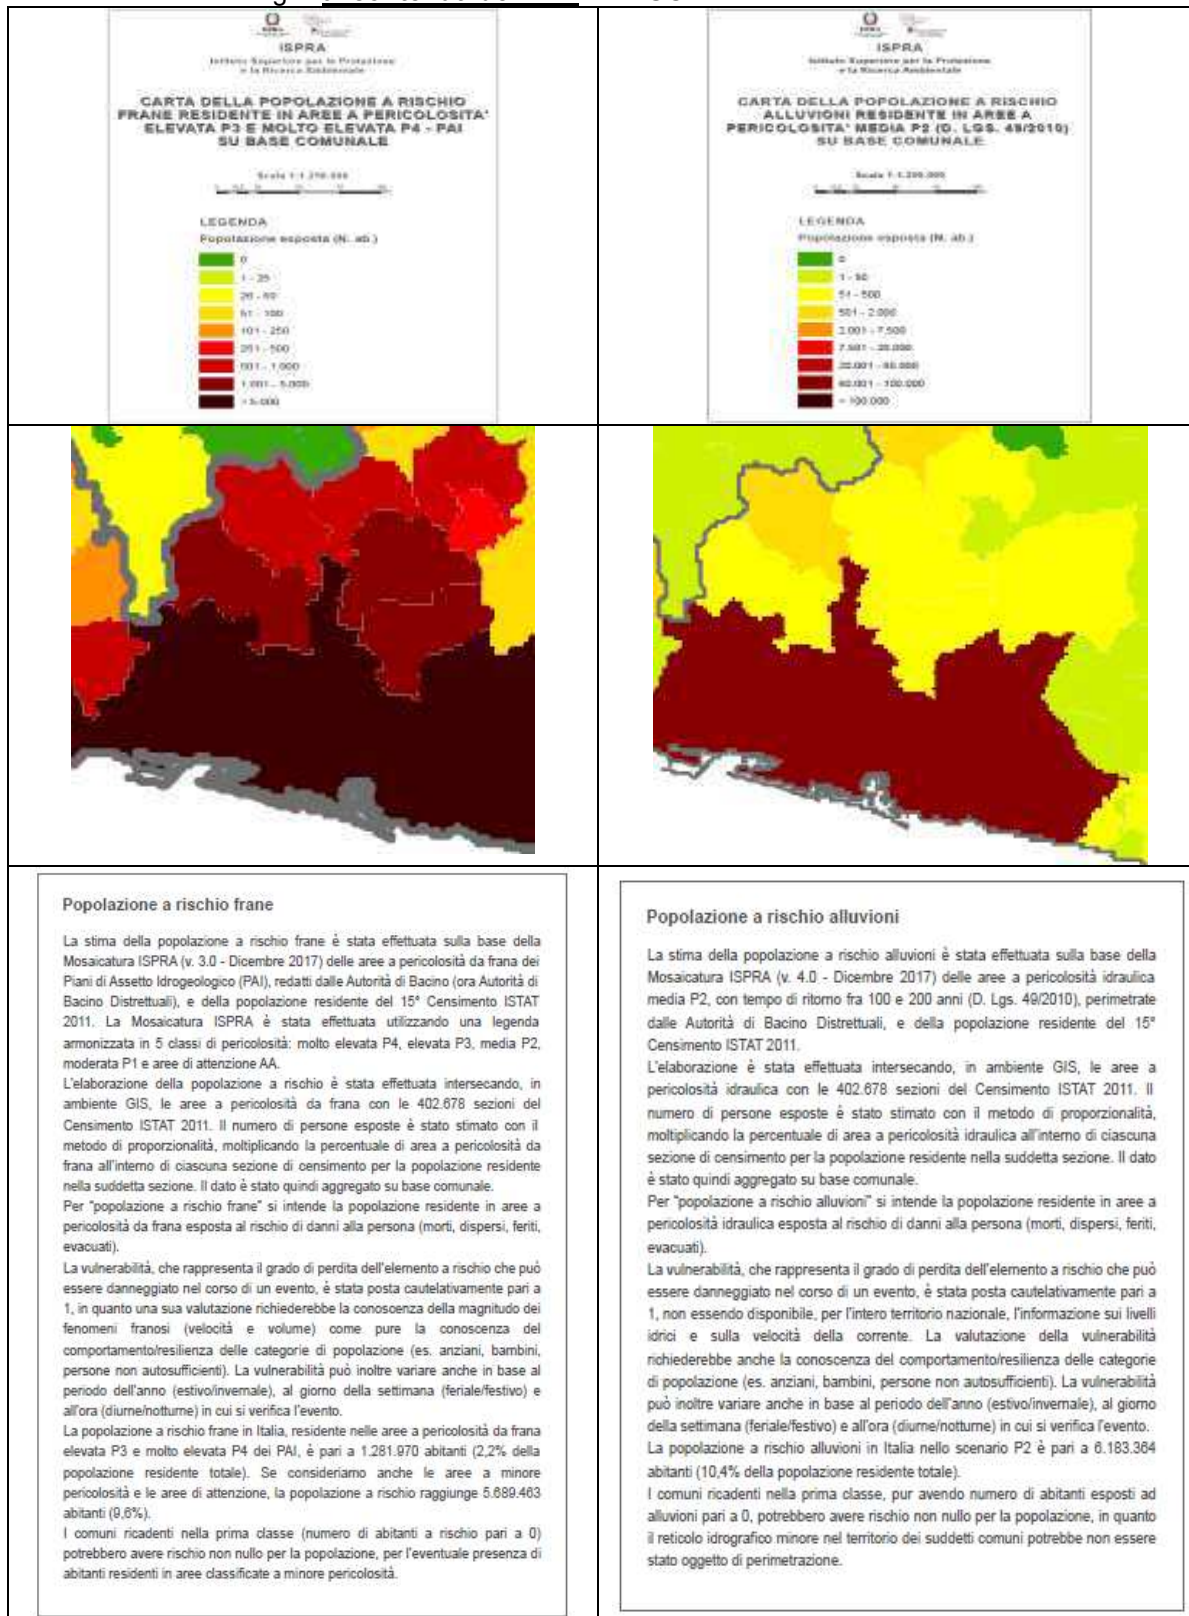 ISPRA
Istituto Superiore per la Protezione
e la Ricerca Ambientale
CARTA DELLA POPOLAZIONE A RISCHIO
FRANE RESIDENTE IN AREE A PERICOLOSITA'
ELEVATA P3 E MOLTO ELEVATA P4 - PAI
SU BASE COMUNALE
LEGENDA
Popolazione esposta (N. ab.)
0
1 - 25
26 - 50
51 - 100
101 - 250
251 - 500
501 - 1.000
1.001 - 5.000
ISPRA
Istituto Superiore per la Protezione
e la Ricerca Ambientale
CARTA DELLA POPOLAZIONE A RISCHIO
ALLUVIONI RESIDENTE IN AREE A
PERICOLOSITA' MEDIA P2 (D. LGS. 49/2010)
SU BASE COMUNALE
LEGENDA
Popolazione esposta (N. ab.)
0
1 - 50
51 - 500
501 - 2.000
2.001 - 7.500
Popolazione a rischio frane
La stima della popolazione a rischio frane è stata effettuata sulla base della
Mosaicatura ISPRA (v. 3.0 - Dicembre 2017) delle aree a pericolosità da frana dei
Piani di Assetto Idrogeologico (PAI), redatti dalle Autorità di Bacino (ora Autorità di
Bacino Distrettuali), e della popolazione residente del 15° Censimento ISTAT
2011. La Mosaicatura ISPRA è stata effettuata utilizzando una legenda
armonizzata in 5 classi di pericolosità: molto elevata P4, elevata P3, media P2,
moderata P1 e aree di attenzione AA.
L'elaborazione della popolazione a rischio è stata effettuata intersecando, in
ambiente GIS, le aree a pericolosità da frana con le 402.678 sezioni del
Censimento ISTAT 2011. Il numero di persone esposte è stato stimato con il
metodo di proporzionalità, moltiplicando la percentuale di area a pericolosità da
frana all'interno di ciascuna sezione di censimento per la popolazione residente
nella suddetta sezione. Il dato è stato quindi aggregato su base comunale.
Per "popolazione a rischio frane" si intende la popolazione residente in aree a
pericolosità da frana esposta al rischio di danni alla persona (morti, dispersi, feriti,
evacuati).
La vulnerabilità, che rappresenta il grado di perdita dell'elemento a rischio che può
essere danneggiato nel corso di un evento, è stata posta cautelativamente pari a
1, in quanto una sua valutazione richiederebbe la conoscenza della magnitudo dei
fenomeni franosi (velocità e volume) come pure la conoscenza del
comportamento/resilienza delle categorie di popolazione (es. anziani, bambini,
persone non autosufficienti). La vulnerabilità può inoltre variare anche in base al
periodo dell'anno (estivo/invernale), al giorno della settimana (feriale/festivo) e
all'ora (diurne/notturne) in cui si verifica l'evento.
La popolazione a rischio frane in Italia, residente nelle aree a pericolosità da frana
elevata P3 e molto elevata P4 dei PAI, è pari a 1.281.970 abitanti (2,2% della
popolazione residente totale). Se consideriamo anche le aree a minore
pericolosità e le aree di attenzione, la popolazione a rischio raggiunge 5.689.463
abitanti (9,6%).
I comuni ricadenti nella prima classe (numero di abitanti a rischio pari a 0)
potrebbero avere rischio non nullo per la popolazione, per l'eventuale presenza di
abitanti residenti in aree classificate a minore pericolosità.
Popolazione a rischio alluvioni
La stima della popolazione a rischio alluvioni è stata effettuata sulla base della
Mosaicatura ISPRA (v. 4.0 - Dicembre 2017) delle aree a pericolosità idraulica
media P2, con tempo di ritorno fra 100 e 200 anni (D. Lgs. 49/2010), perimetrate
dalle Autorità di Bacino Distrettuali, e della popolazione residente del 15°
Censimento ISTAT 2011.
L'elaborazione è stata effettuata intersecando, in ambiente GIS, le aree a
pericolosità idraulica con le 402.678 sezioni del Censimento ISTAT 2011. Il
numero di persone esposte è stato stimato con il metodo di proporzionalità,
moltiplicando la percentuale di area a pericolosità idraulica all'interno di ciascuna
sezione di censimento per la popolazione residente nella suddetta sezione. Il dato
è stato quindi aggregato su base comunale.
Per "popolazione a rischio alluvioni" si intende la popolazione residente in aree a
pericolosità idraulica esposta al rischio di danni alla persona (morti, dispersi, feriti,
evacuati).
La vulnerabilità, che rappresenta il grado di perdita dell'elemento a rischio che può
essere danneggiato nel corso di un evento, è stata posta cautelativamente pari a
1, non essendo disponibile, per l'intero territorio nazionale, l'informazione sui livelli
idrici e sulla velocità della corrente. La valutazione della vulnerabilità
richiederebbe anche la conoscenza del comportamento/resilienza delle categorie
di popolazione (es. anziani, bambini, persone non autosufficienti). La vulnerabilità
può inoltre variare anche in base al periodo dell'anno (estivo/invernale), al giorno
della settimana (feriale/festivo) e all'ora (diurne/notturne) in cui si verifica l'evento.
La popolazione a rischio alluvioni in Italia nello scenario P2 è pari a 6.183.364
abitanti (10,4% della popolazione residente totale).
I comuni ricadenti nella prima classe, pur avendo numero di abitanti esposti ad
alluvioni pari a 0, potrebbero avere rischio non nullo per la popolazione, in quanto
il reticolo idrografico minore nel territorio dei suddetti comuni potrebbe non essere
stato oggetto di perimetrazione.